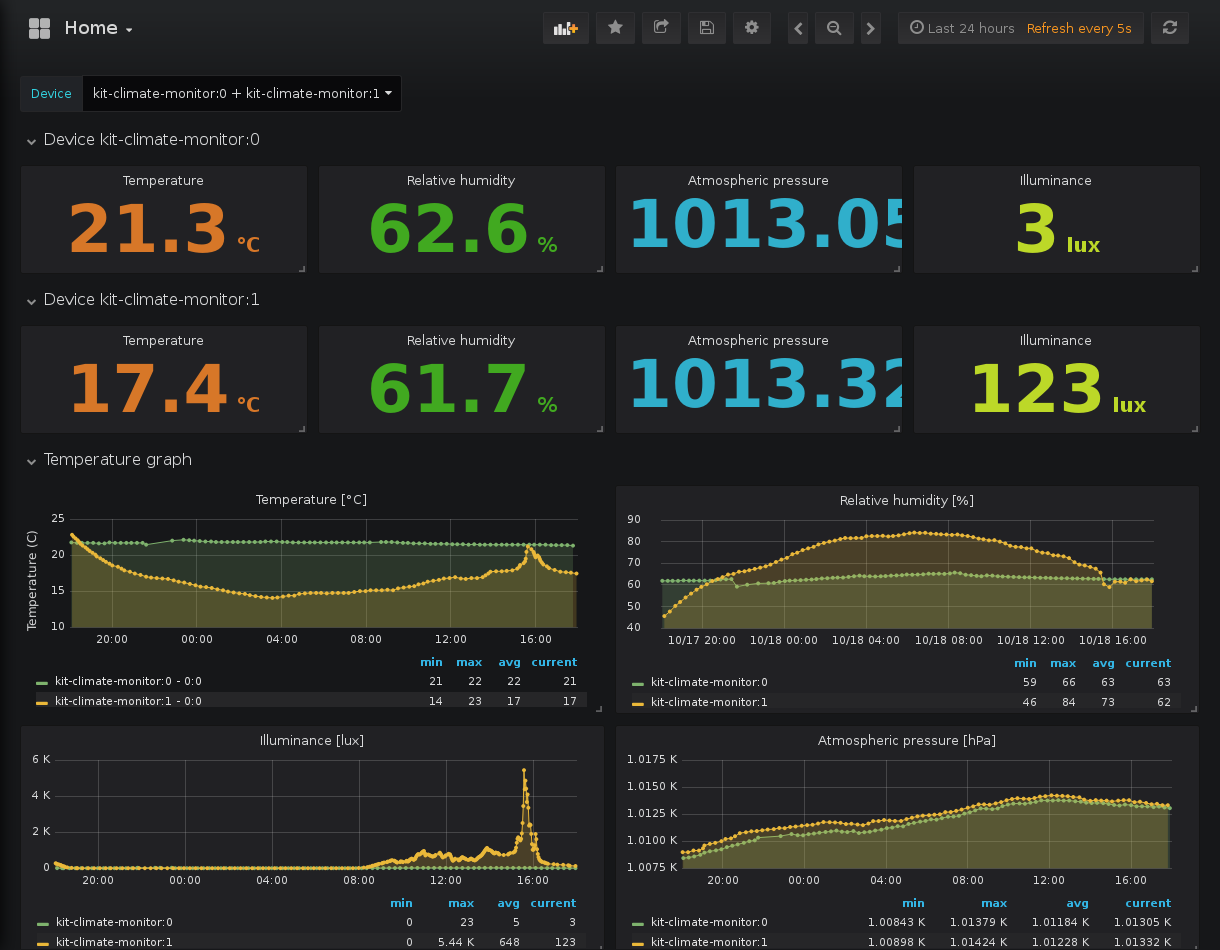 Home
Last 24 hours Refresh every 5s
Device kit-climate-monitor:0 + kit-climate-monitor:1
Device kit-climate-monitor:0
Temperature Relative humidity Atmospheric pressure Illuminance
21.3 °C 62.6 % 1013.05 3 lux
Device kit-climate-monitor:1
Temperature Relative humidity Atmospheric pressure Illuminance
17.4 °C 61.7 % 1013.32 123 lux
Temperature graph
Temperature [°C]
Temperature (C)
25
20
15
10
20:00 00:00 04:00 08:00 12:00 16:00
min max avg current
kit-climate-monitor:0 - 0:0 21 22 22 21
kit-climate-monitor:1 - 0:0 14 23 17 17
Relative humidity [%]
90
80
70
60
50
40
10/17 20:00 10/18 00:00 10/18 04:00 10/18 08:00 10/18 12:00 10/18 16:00
min max avg current
kit-climate-monitor:0 59 66 63 63
kit-climate-monitor:1 46 84 73 62
Illuminance [lux]
6 K
4 K
2 K
0
20:00 00:00 04:00 08:00 12:00 16:00
min max avg current
kit-climate-monitor:0 0 23 5 3
kit-climate-monitor:1 0 5.44 K 648 123
Atmospheric pressure [hPa]
1.0175 K
1.0150 K
1.0125 K
1.0100 K
1.0075 K
20:00 00:00 04:00 08:00 12:00 16:00
min max avg current
kit-climate-monitor:0 1.00843 K 1.01379 K 1.01184 K 1.01305 K
kit-climate-monitor:1 1.00898 K 1.01424 K 1.01228 K 1.01332 K